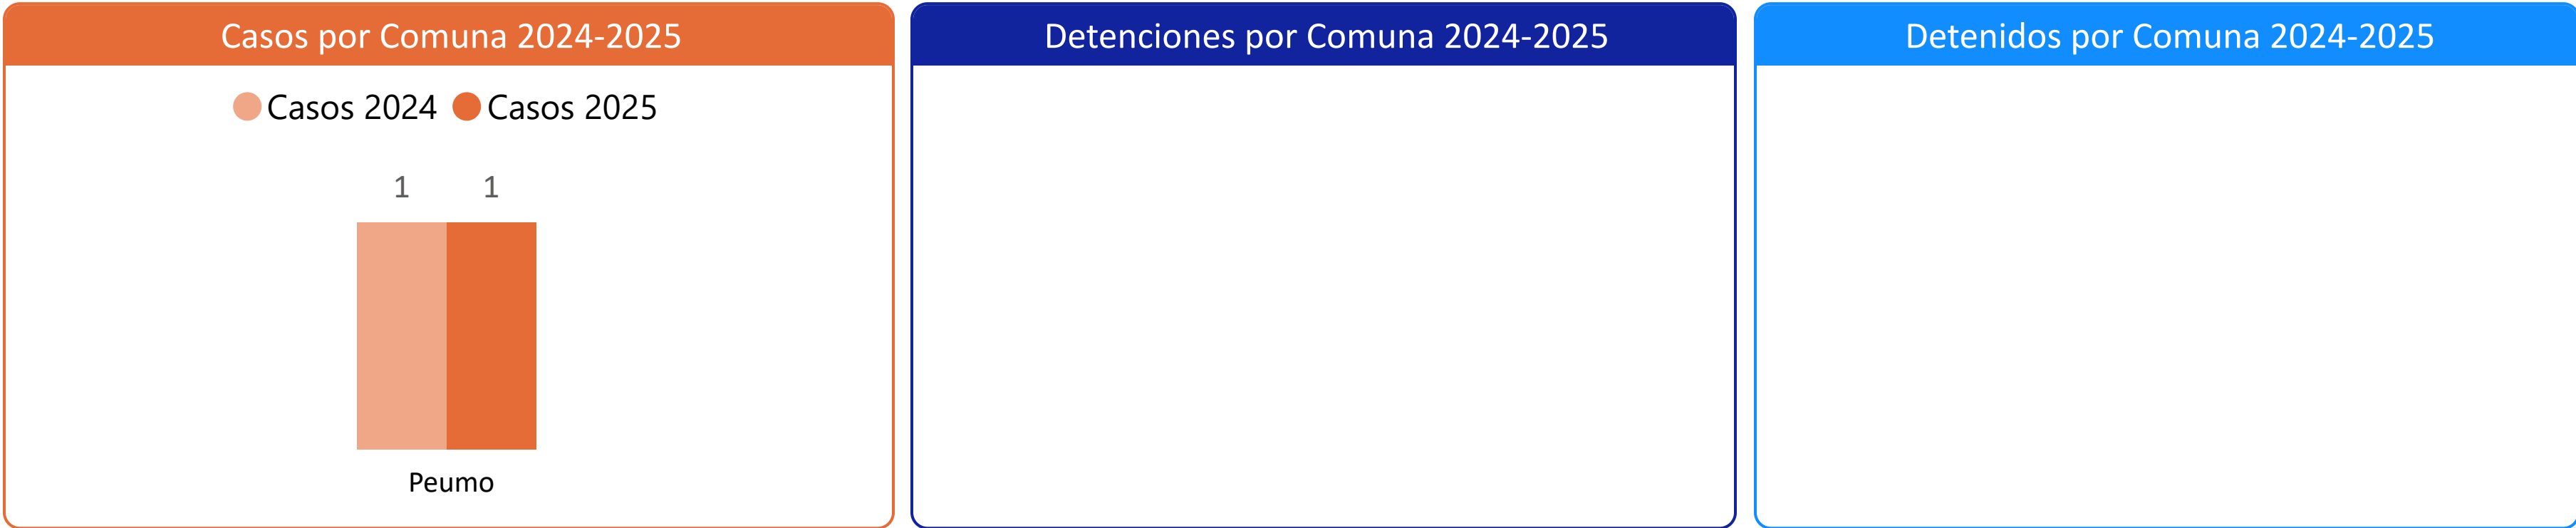 Casos por Comuna 2024-2025
Casos 2024 Casos 2025
1 1
Peumo
Detenciones por Comuna 2024-2025
Detenidos por Comuna 2024-2025